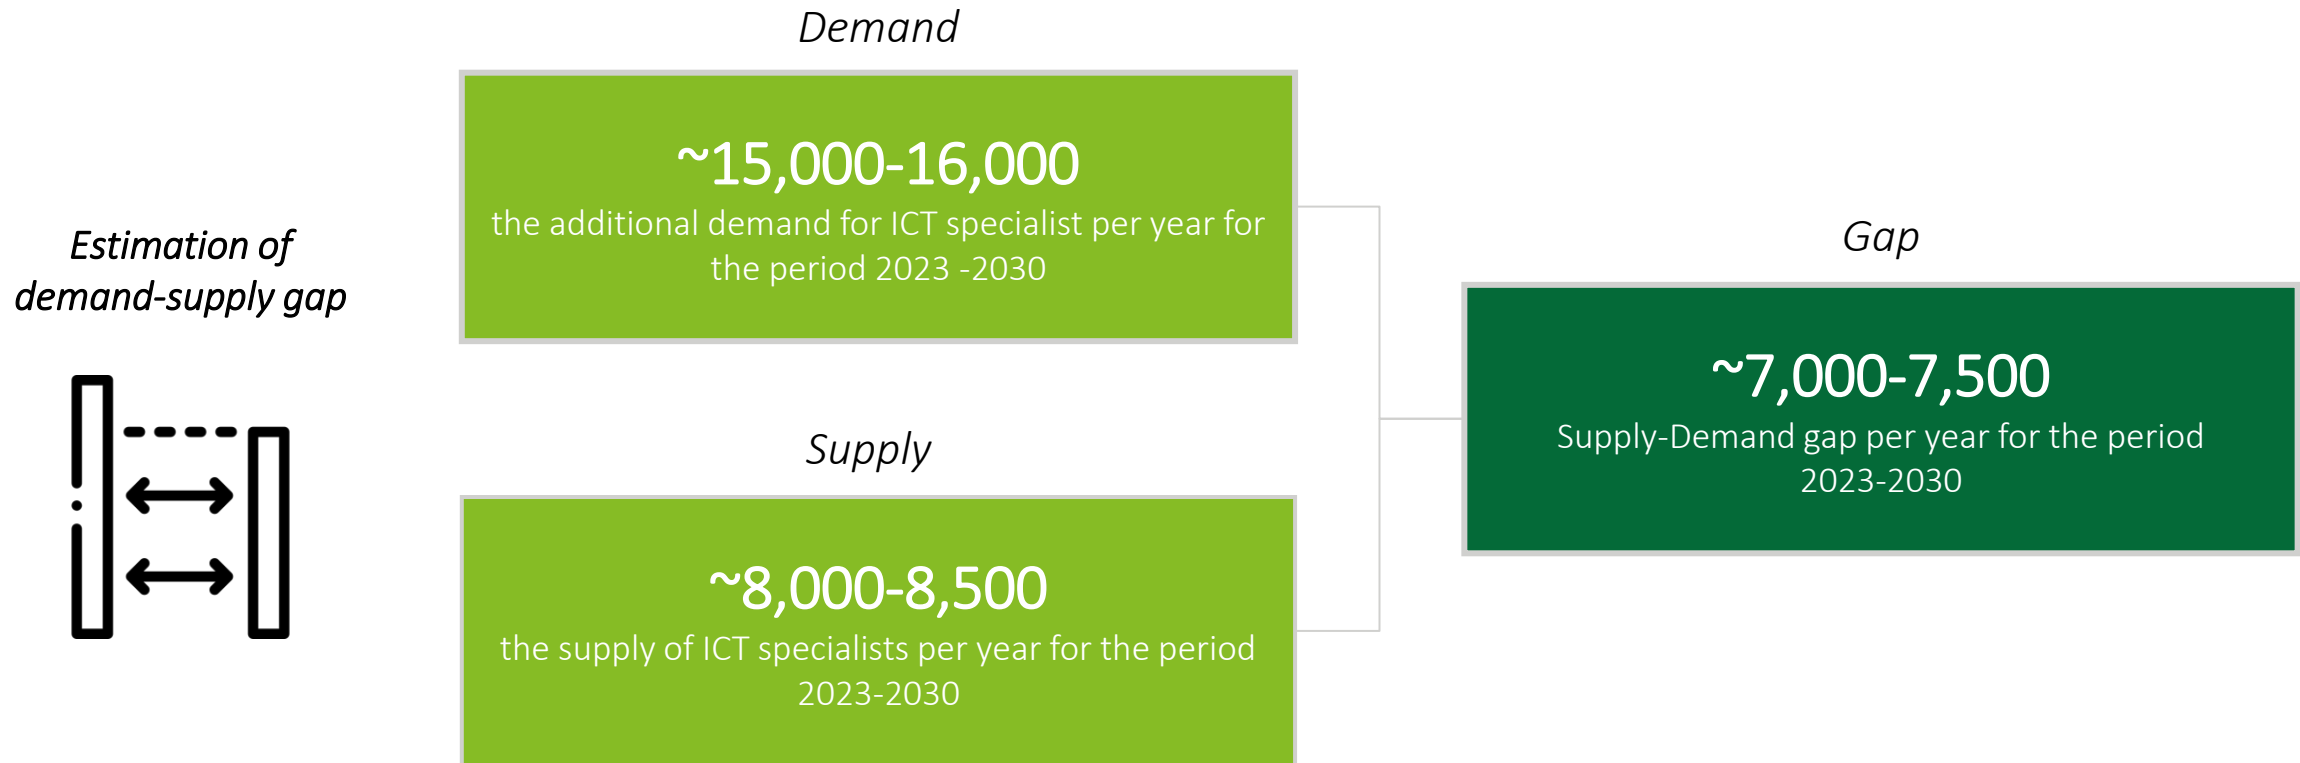 Estimation of
demand-supply gap
Demand
~15,000-16,000
the additional demand for ICT specialist per year for
the period 2023 -2030
Supply
~8,000-8,500
the supply of ICT specialists per year for the period
2023-2030
Gap
~7,000-7,500
Supply-Demand gap per year for the period
2023-2030